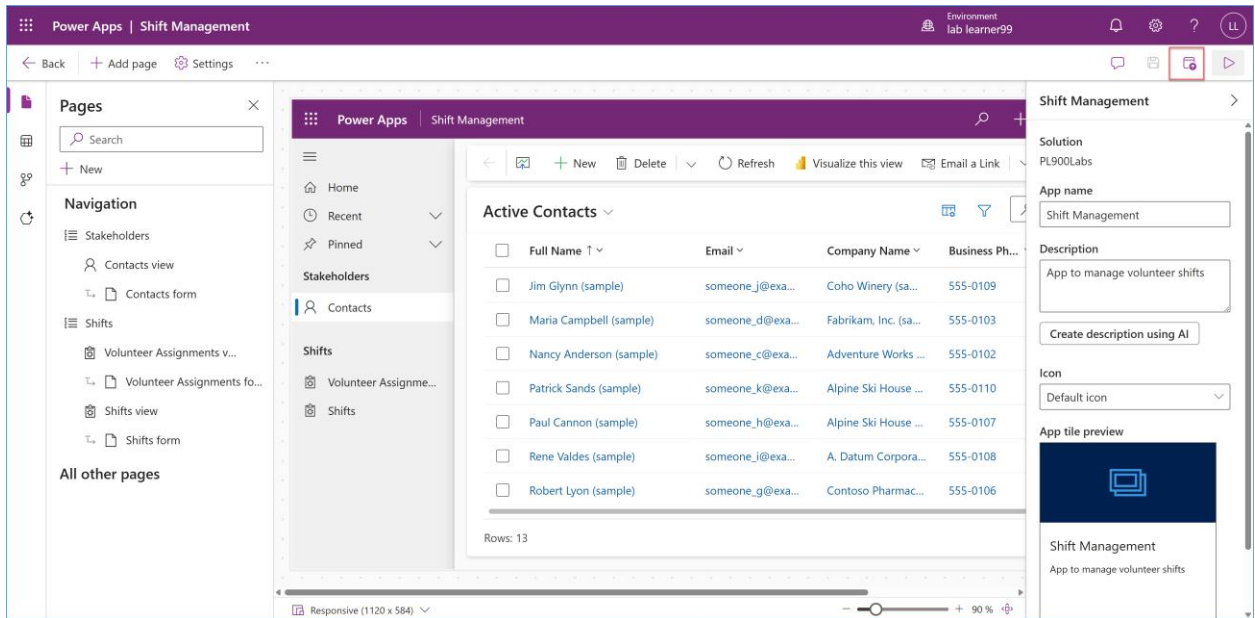 Power Apps | Shift Management
Environment
lab learner99
LL
Back
Add page
Settings
Pages
Search
New
Navigation
Stakeholders
Contacts view
Contacts form
Shifts
Volunteer Assignments v...
Volunteer Assignments fo...
Shifts view
Shifts form
All other pages
Power Apps | Shift Management
Home
Recent
Pinned
Stakeholders
Contacts
Shifts
Volunteer Assignme...
Shifts
New
Delete
Refresh
Visualize this view
Email a Link
Active Contacts
Full Name ↑ Email Company Name Business Ph...
Jim Glynn (sample) someone_j@exa... Coho Winery (sa... 555-0109
Maria Campbell (sample) someone_d@exa... Fabrikam, Inc. (sa... 555-0103
Nancy Anderson (sample) someone_c@exa... Adventure Works ... 555-0102
Patrick Sands (sample) someone_k@exa... Alpine Ski House ... 555-0110
Paul Cannon (sample) someone_h@exa... Alpine Ski House ... 555-0107
Rene Valdes (sample) someone_i@exa... A. Datum Corpora... 555-0108
Robert Lyon (sample) someone_g@exa... Contoso Pharmac... 555-0106
Rows: 13
Responsive (1120 x 584)
90 %
Shift Management
Solution
PL900Labs
App name
Shift Management
Description
App to manage volunteer shifts
Create description using AI
Icon
Default icon
App tile preview
Shift Management
App to manage volunteer shifts